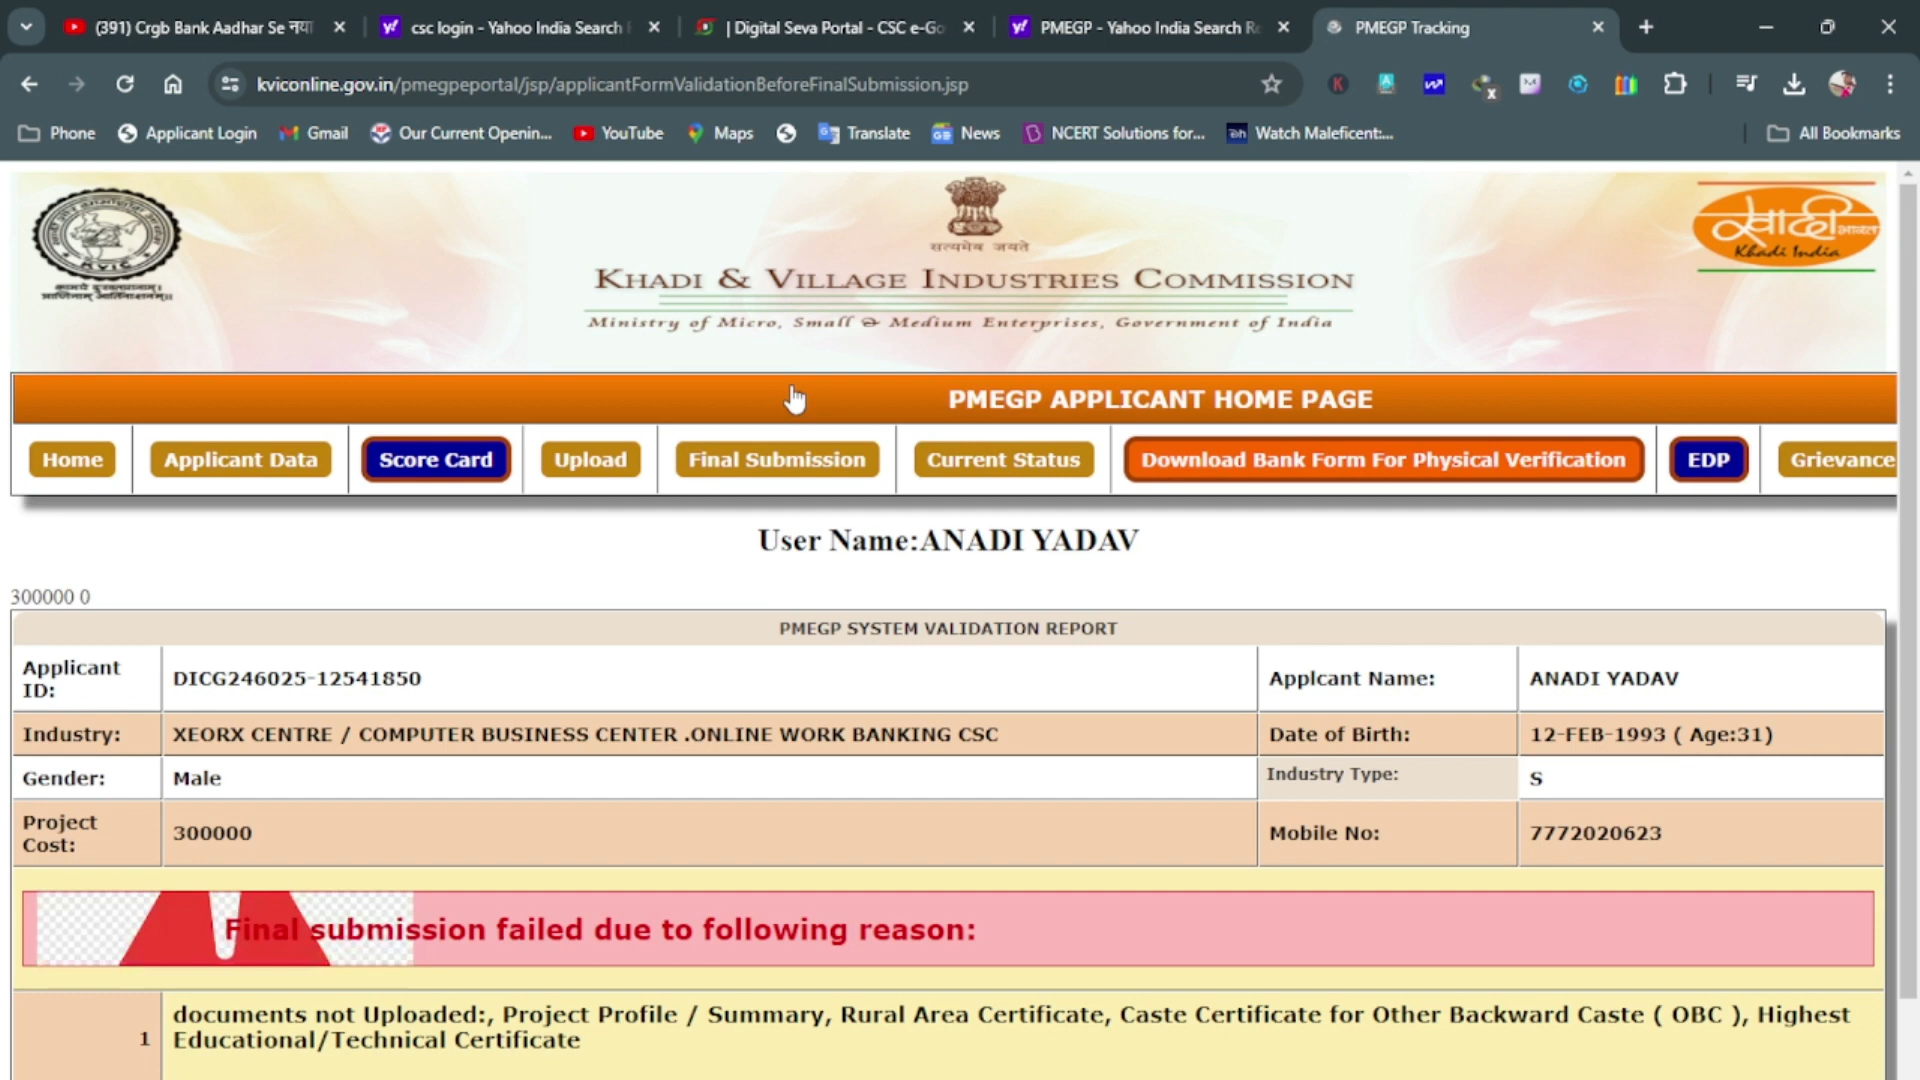 (391) Crgb Bank Aadhar Se नया
csc login - Yahoo India Search
| Digital Seva Portal - CSC e-Go
PMEGP - Yahoo India Search Re
PMEGP Tracking
kviconline.gov.in/pmegpeportal/jsp/applicantFormValidationBeforeFinalSubmission.jsp
Phone
Applicant Login
Gmail
Our Current Openin...
YouTube
Maps
Translate
News
NCERT Solutions for...
Watch Maleficent:...
All Bookmarks
KVIC
सत्यमेव जयते
KHADI & VILLAGE INDUSTRIES COMMISSION
Ministry of Micro, Small & Medium Enterprises, Government of India
खादी भारत
Khadi India
PMEGP APPLICANT HOME PAGE
Home
Applicant Data
Score Card
Upload
Final Submission
Current Status
Download Bank Form For Physical Verification
EDP
Grievance
User Name:ANADI YADAV
300000 0
PMEGP SYSTEM VALIDATION REPORT
Applicant ID: DICG246025-12541850 Applcant Name: ANADI YADAV
Industry: XEORX CENTRE / COMPUTER BUSINESS CENTER .ONLINE WORK BANKING CSC Date of Birth: 12-FEB-1993 ( Age:31)
Gender: Male Industry Type: S
Project Cost: 300000 Mobile No: 7772020623
Final submission failed due to following reason:
1 documents not Uploaded:, Project Profile / Summary, Rural Area Certificate, Caste Certificate for Other Backward Caste ( OBC ), Highest
Educational/Technical Certificate